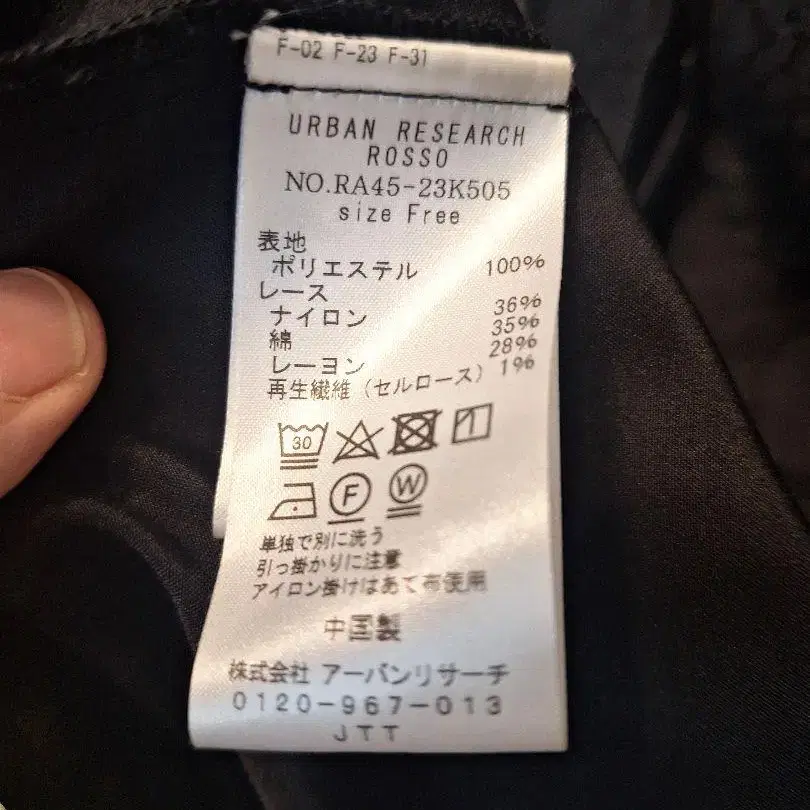 F-02 F-23 F-31
URBAN RESEARCH
ROSSO
NO.RA45-23K505
size Free
表地
ポリエステル 100%
レース
ナイロン 36%
綿 35%
レーヨン 28%
再生繊維(セルロース) 1%
30
F W
単独で別に洗う
引っ掛かりに注意
アイロン掛けはあて布使用
中国製
株式会社 アーバンリサーチ
0120-967-013
JTT